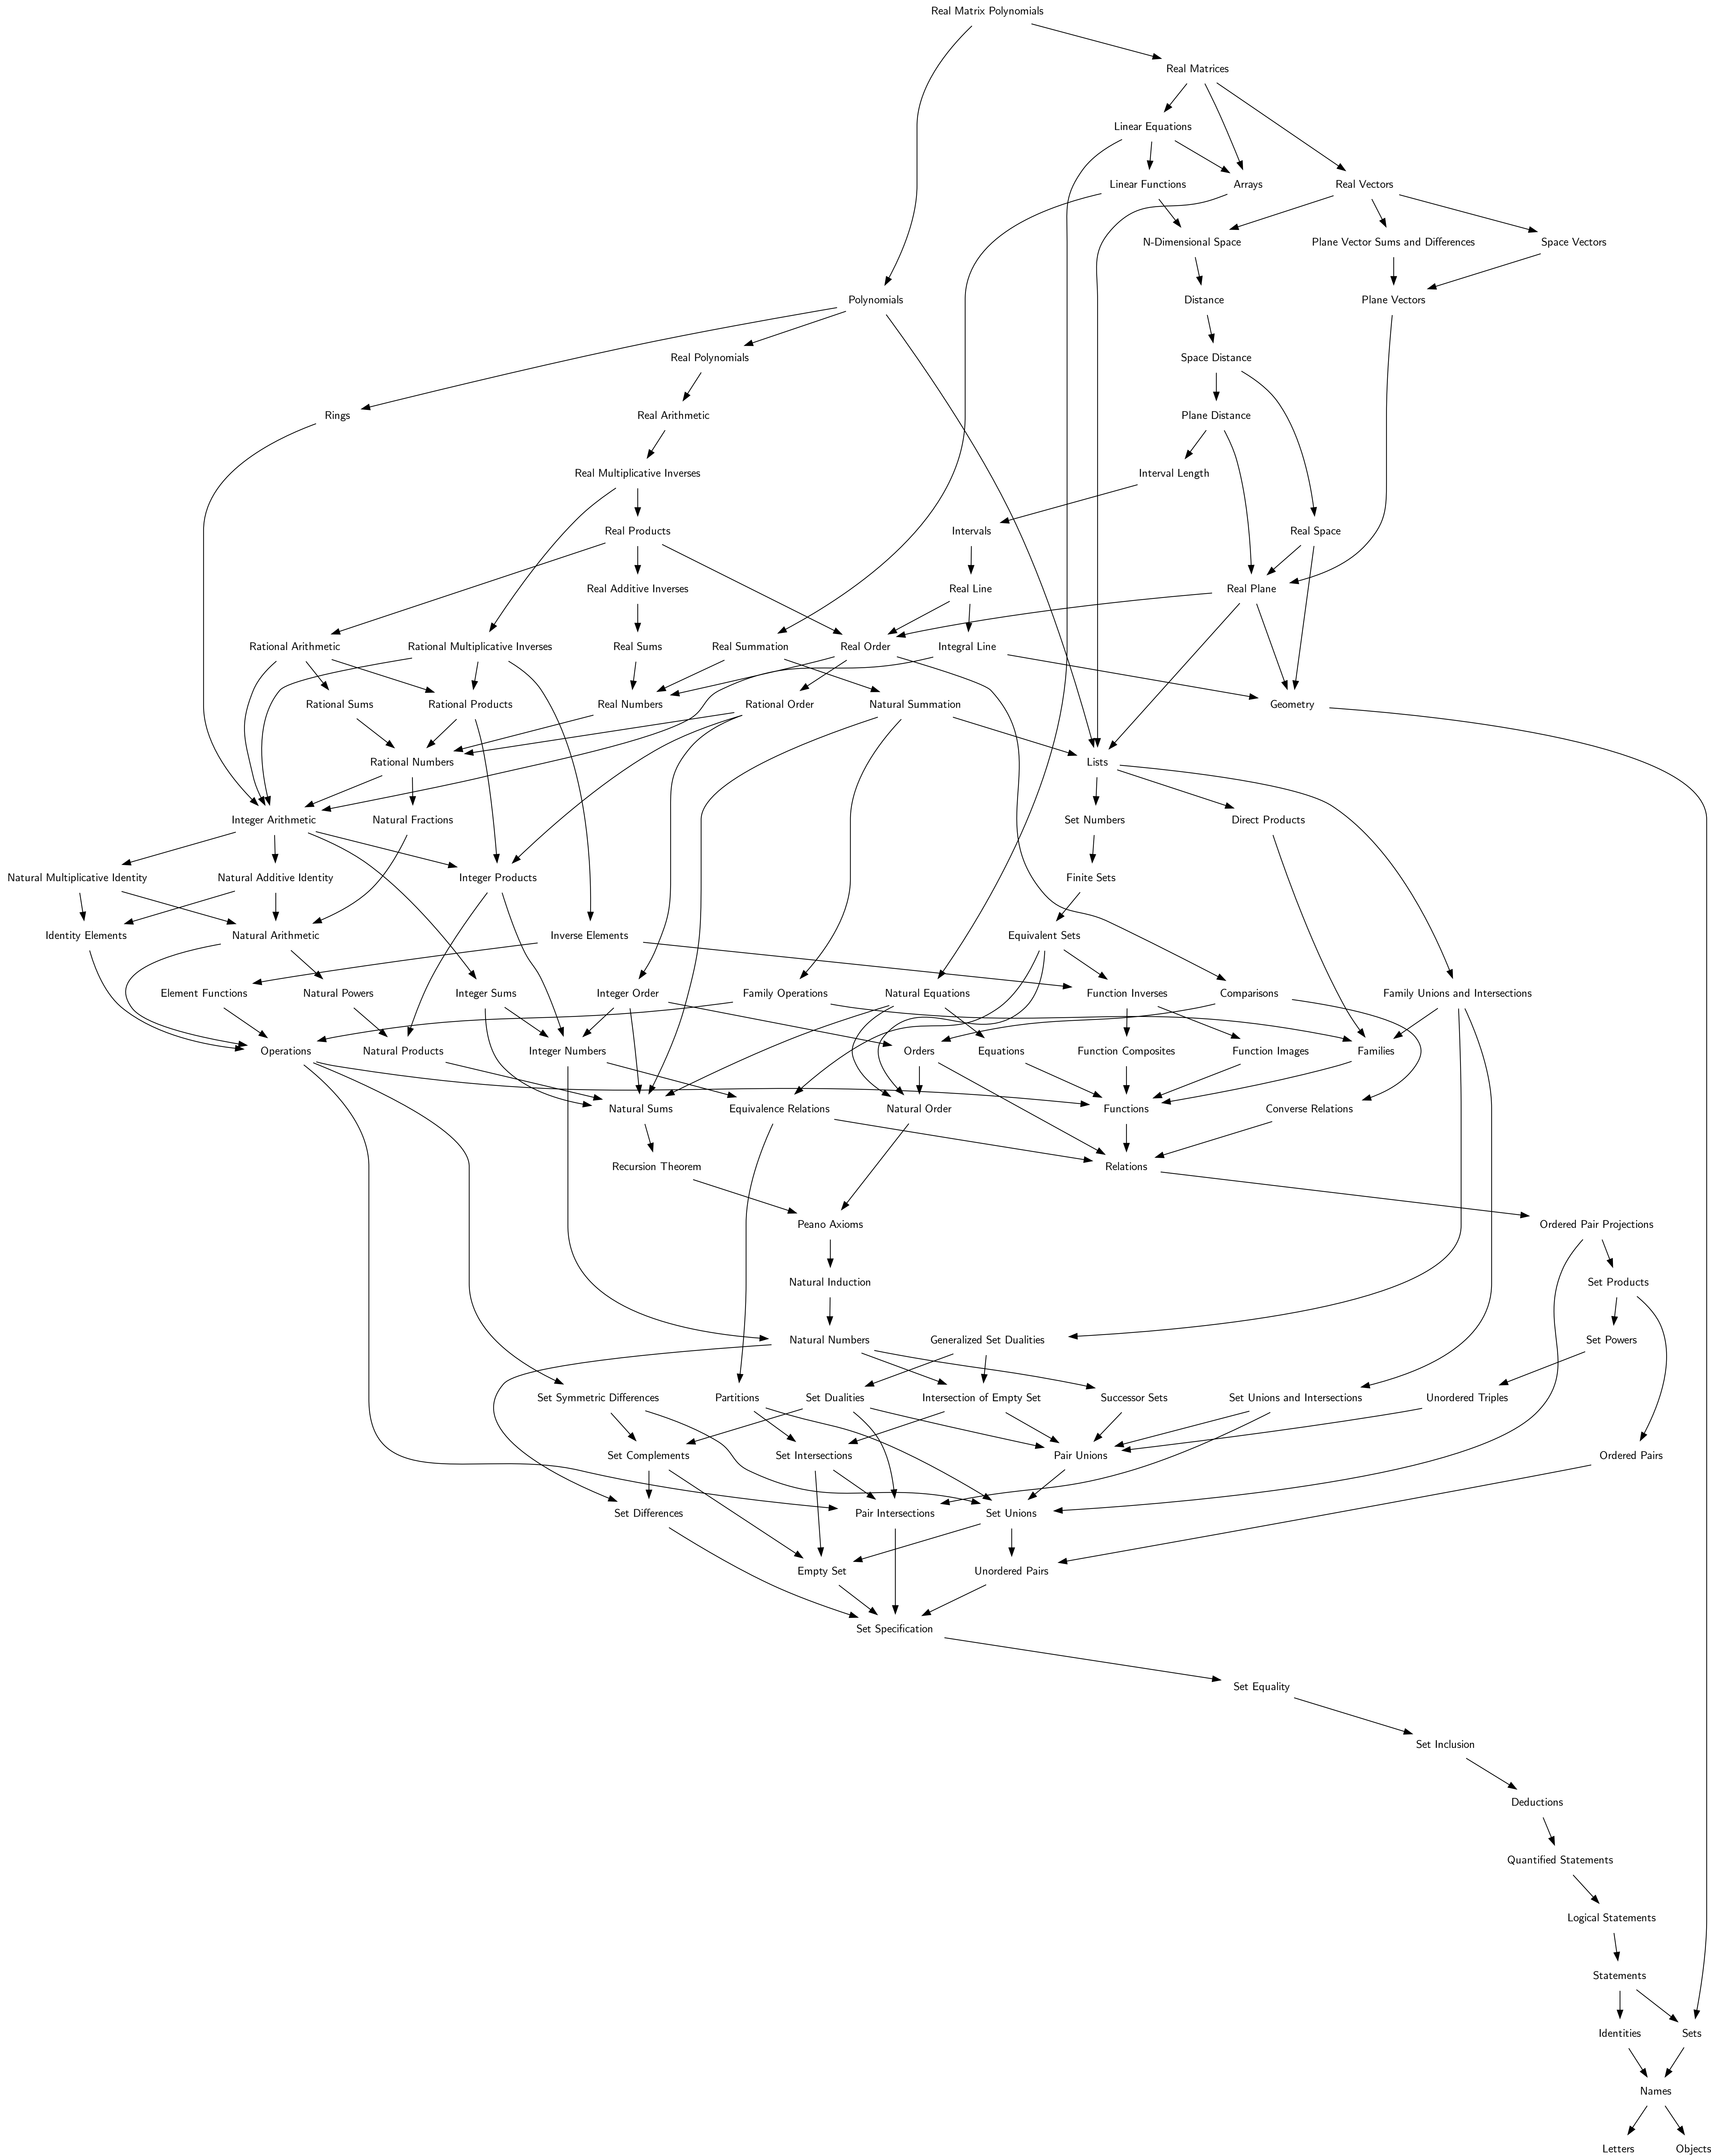 Real Matrix Polynomials
Real Matrices
Linear Equations
Linear Functions
Arrays
Real Vectors
N-Dimensional Space
Plane Vector Sums and Differences
Space Vectors
Polynomials
Distance
Plane Vectors
Real Polynomials
Space Distance
Rings
Real Arithmetic
Plane Distance
Real Multiplicative Inverses
Interval Length
Real Products
Intervals
Real Space
Real Additive Inverses
Real Line
Real Plane
Rational Arithmetic
Rational Multiplicative Inverses
Real Sums
Real Summation
Real Order
Integral Line
Rational Sums
Rational Products
Real Numbers
Rational Order
Natural Summation
Geometry
Rational Numbers
Lists
Integer Arithmetic
Natural Fractions
Set Numbers
Direct Products
Natural Multiplicative Identity
Natural Additive Identity
Integer Products
Finite Sets
Identity Elements
Natural Arithmetic
Inverse Elements
Equivalent Sets
Element Functions
Natural Powers
Integer Sums
Integer Order
Family Operations
Natural Equations
Function Inverses
Comparisons
Family Unions and Intersections
Operations
Natural Products
Integer Numbers
Orders
Equations
Function Composites
Function Images
Families
Natural Sums
Equivalence Relations
Natural Order
Functions
Converse Relations
Recursion Theorem
Relations
Peano Axioms
Ordered Pair Projections
Natural Induction
Set Products
Natural Numbers
Generalized Set Dualities
Set Powers
Set Symmetric Differences
Partitions
Set Dualities
Intersection of Empty Set
Successor Sets
Set Unions and Intersections
Unordered Triples
Set Complements
Set Intersections
Pair Unions
Ordered Pairs
Set Differences
Pair Intersections
Set Unions
Empty Set
Unordered Pairs
Set Specification
Set Equality
Set Inclusion
Deductions
Quantified Statements
Logical Statements
Statements
Identities
Sets
Names
Letters
Objects